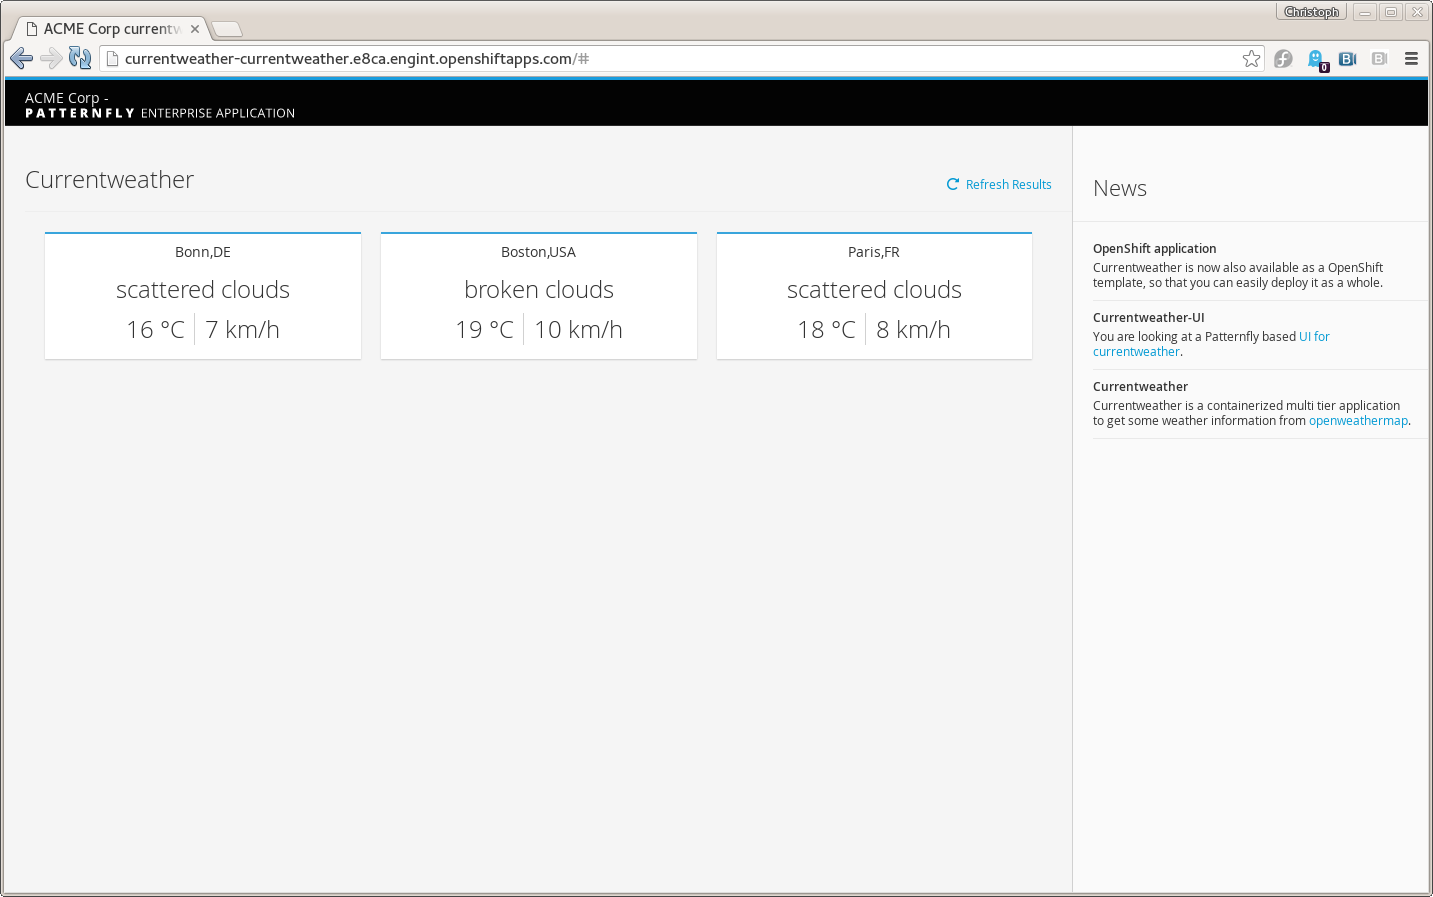 Christoph
ACME Corp currentw
currentweather-currentweather.e8ca.engint.openshiftapps.com/#
0
B
B
ACME Corp -
PATTERNFLY ENTERPRISE APPLICATION
Currentweather
Refresh Results
Bonn,DE
scattered clouds
16 °C
7 km/h
Boston,USA
broken clouds
19 °C
10 km/h
Paris,FR
scattered clouds
18 °C
8 km/h
News
OpenShift application
Currentweather is now also available as a OpenShift
template, so that you can easily deploy it as a whole.
Currentweather-UI
You are looking at a Patternfly based UI for
currentweather.
Currentweather
Currentweather is a containerized multi tier application
to get some weather information from openweathermap.